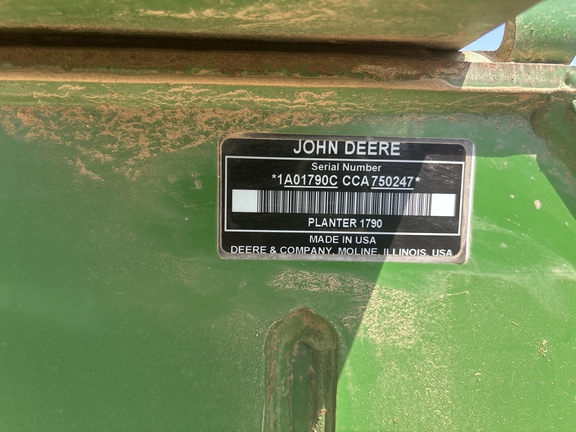 JOHN DEERE
Serial Number
*1A01790C CCA750247*
PLANTER 1790
MADE IN USA
DEERE & COMPANY, MOLINE, ILLINOIS, USA